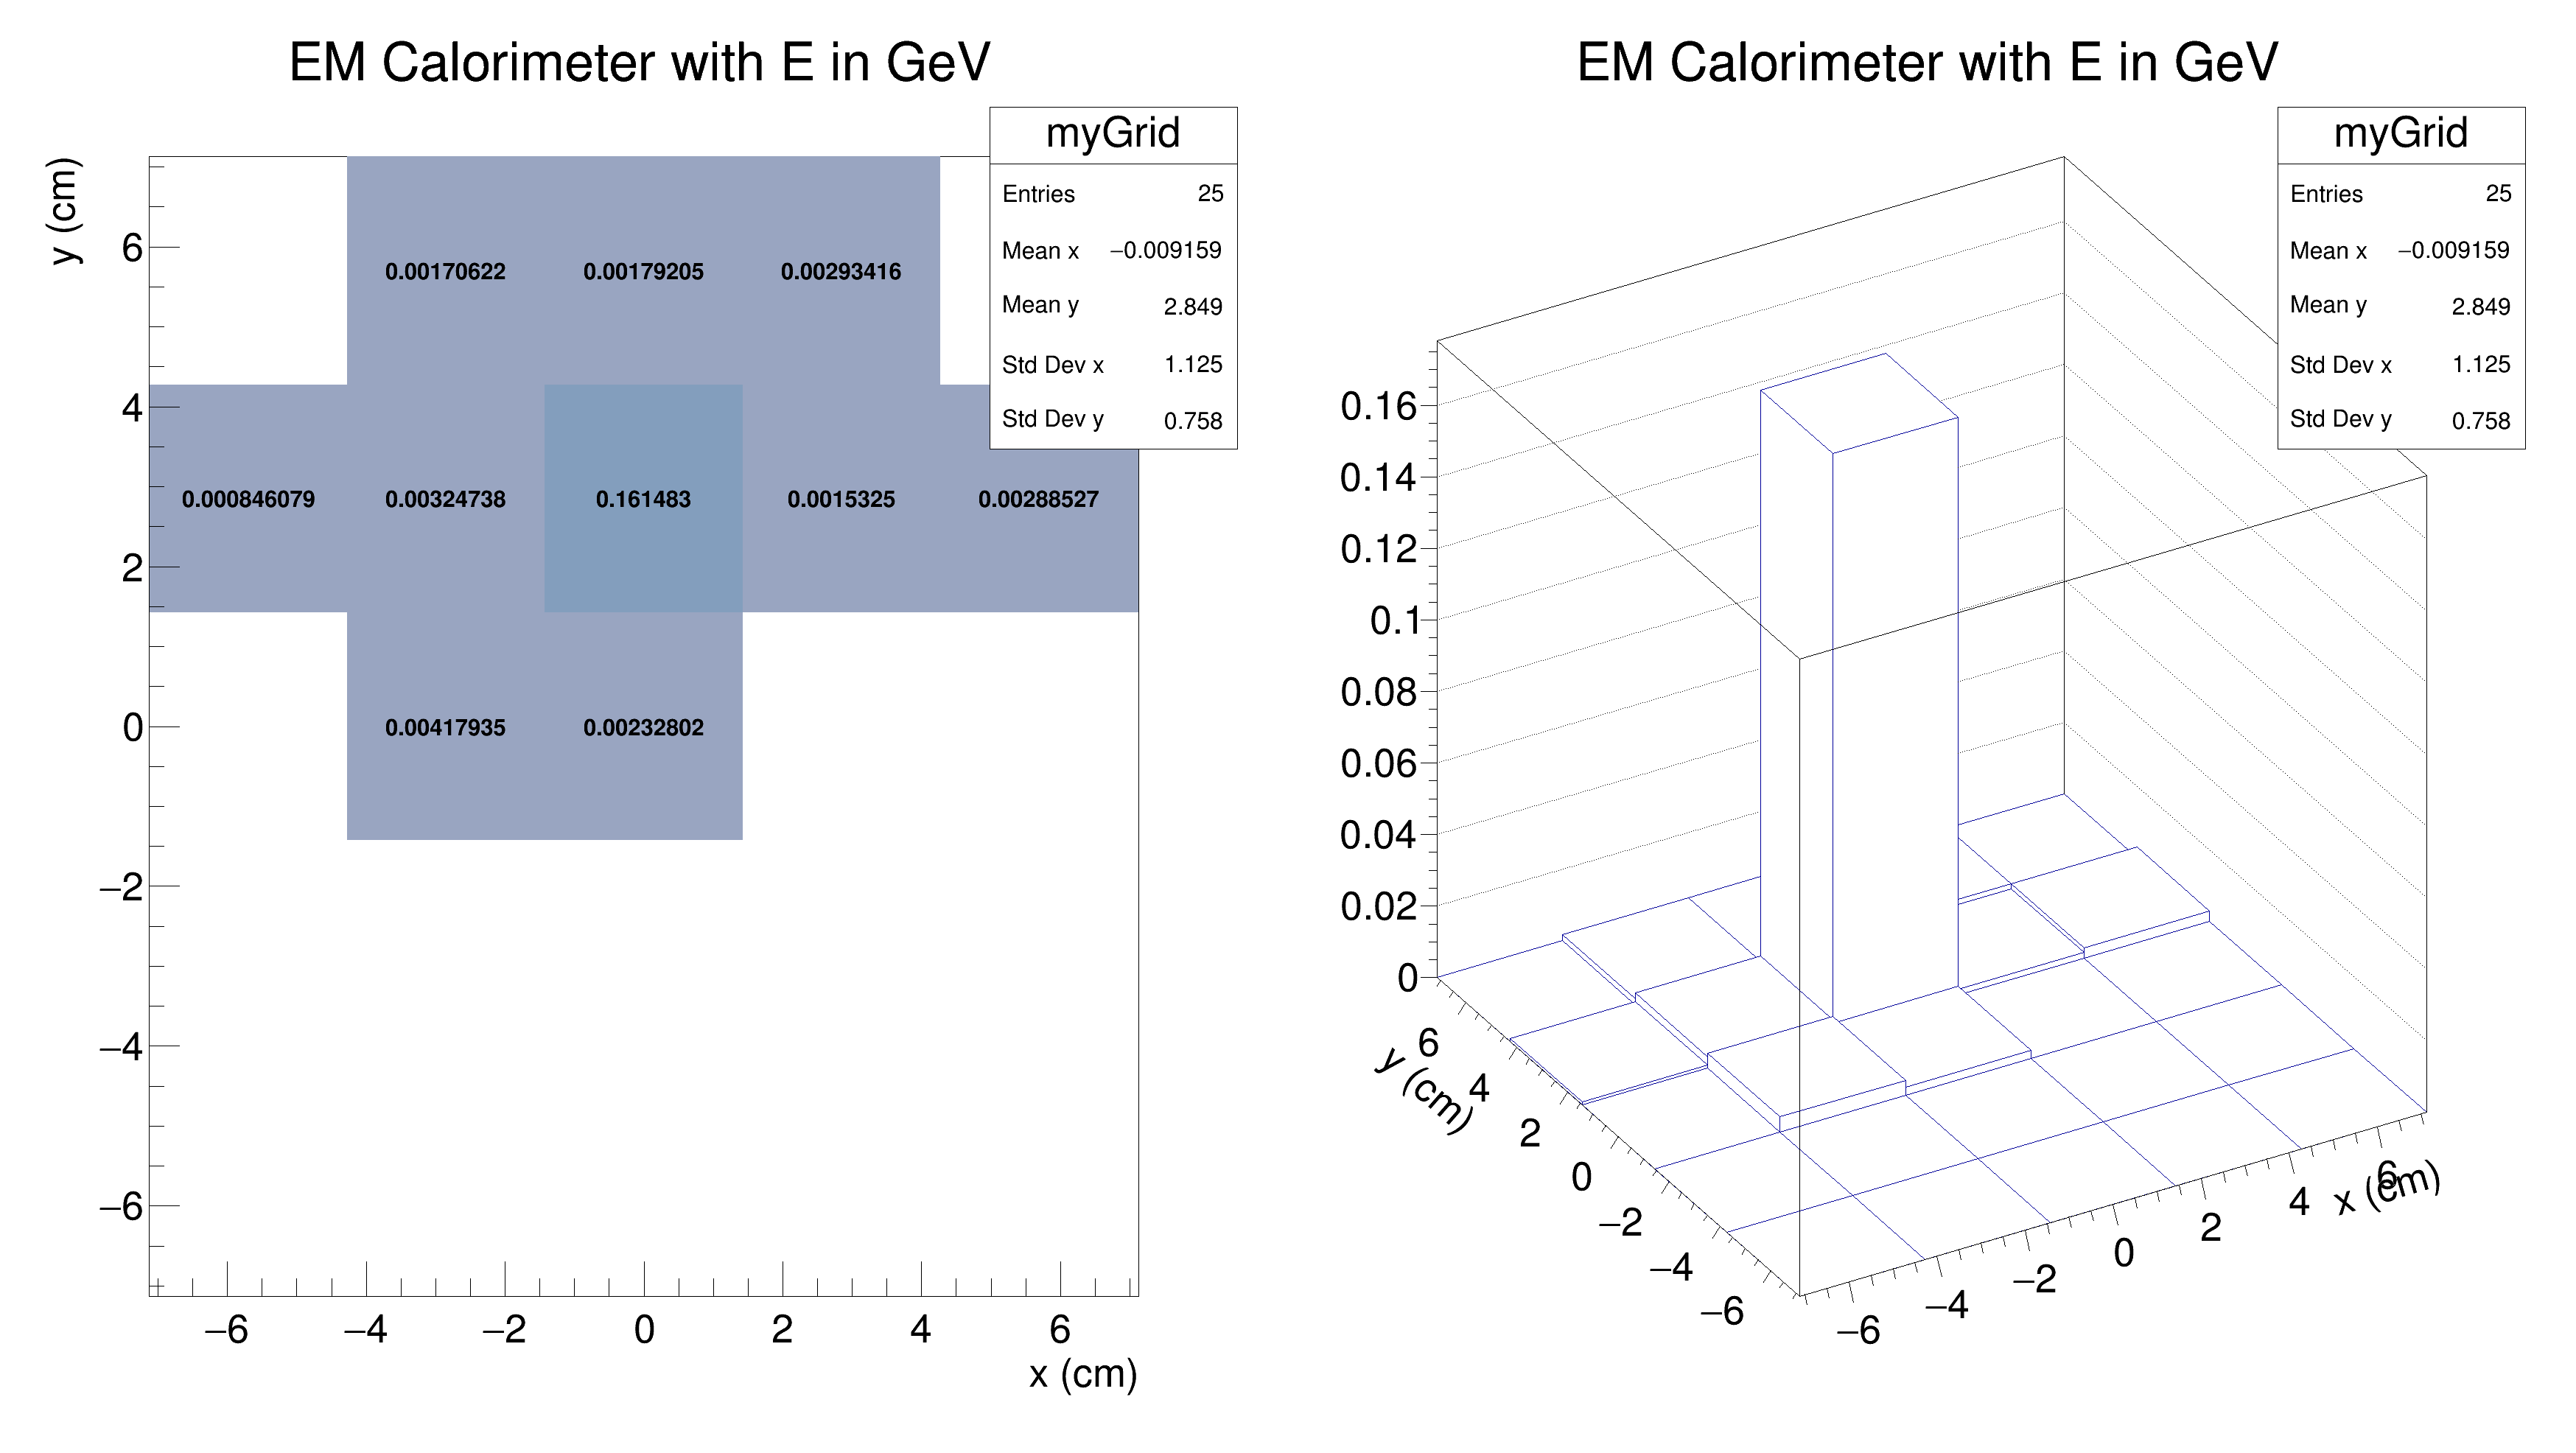 EM Calorimeter with E in GeV
myGrid
Entries 25
Mean x −0.009159
Mean y 2.849
Std Dev x 1.125
Std Dev y 0.758
y (cm)
6
4
2
0
−2
−4
−6
0.00170622 0.00179205 0.00293416
0.000846079 0.00324738 0.161483 0.0015325 0.00288527
0.00417935 0.00232802
−6 −4 −2 0 2 4 6
x (cm)
EM Calorimeter with E in GeV
myGrid
Entries 25
Mean x −0.009159
Mean y 2.849
Std Dev x 1.125
Std Dev y 0.758
0.16
0.14
0.12
0.1
0.08
0.06
0.04
0.02
0
y (cm)
6
4
2
0
−2
−4
−6
−6 −4 −2 0 2 4 6
x (cm)